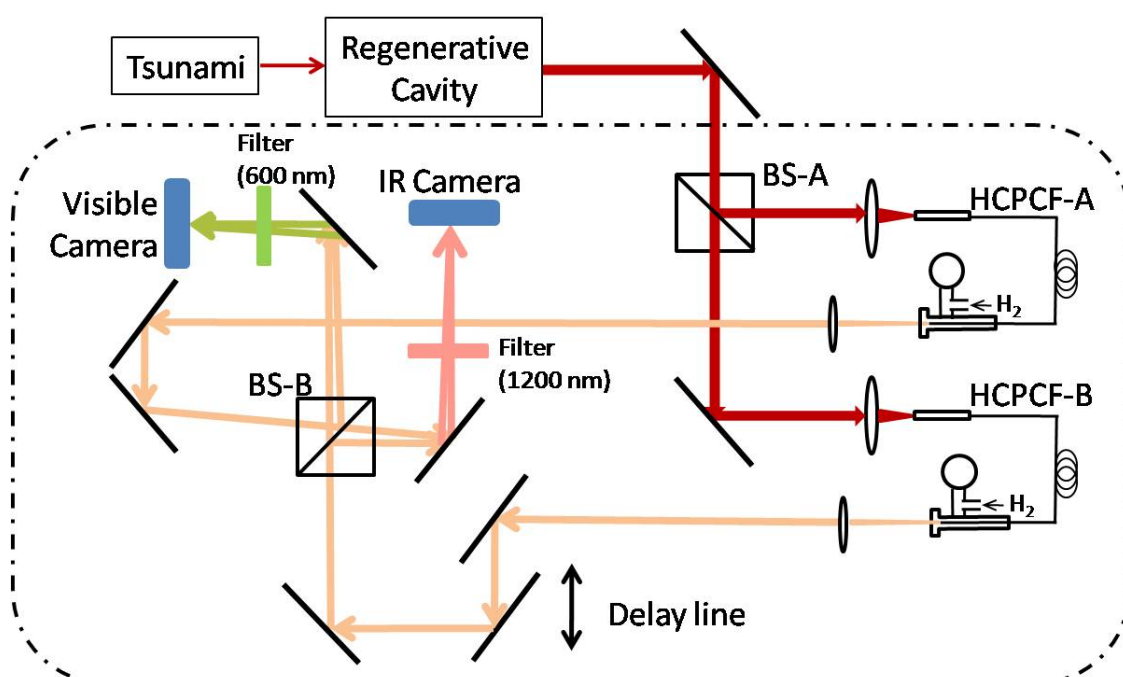 Tsunami
Regenerative
Cavity
Filter
(600 nm)
IR Camera
BS-A
HCPCF-A
Visible
Camera
H2
Filter
(1200 nm)
BS-B
HCPCF-B
H2
Delay line